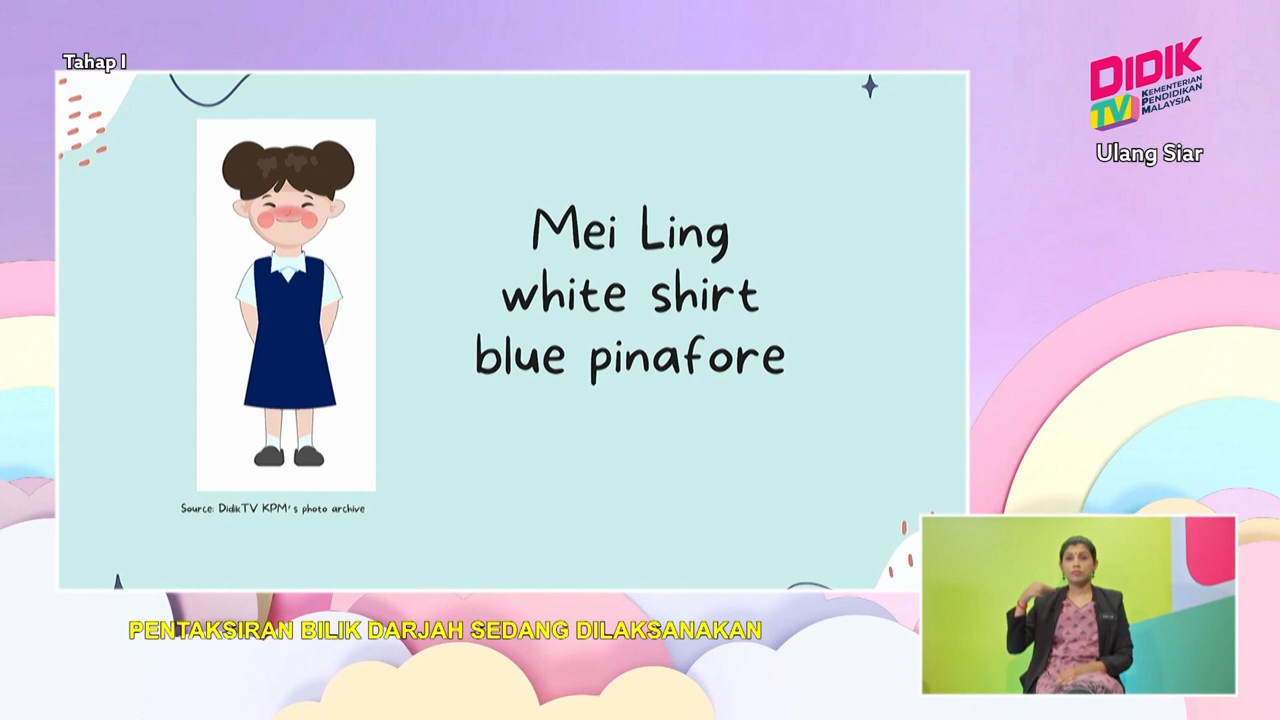 Tahap I
DIDIK
TV
KEMENTERIAN
PENDIDIKAN
MALAYSIA
Ulang Siar
Mei Ling
white shirt
blue pinafore
Source: DidikTV KPM's photo archive
PENTAKSIRAN BILIK DARJAH SEDANG DILAKSANAKAN